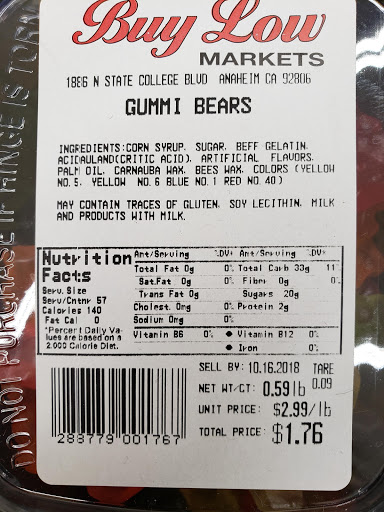 Buy Low
MARKETS
1886 N STATE COLLEGE BLVD ANAHEIM CA 92806
GUMMI BEARS
INGREDIENTS:CORN SYRUP. SUGAR. BEFF GELATIN.
ACIDAULAND(CRITIC ACID). ARTIFICIAL FLAVORS.
PALM OIL. CARNAUBA WAX. BEES WAX. COLORS (YELLOW
NO. 5. YELLOW NO. 6 BLUE NO. 1 RED NO. 40)
MAY CONTAIN TRACES OF GLUTEN. SOY LECITHIN. MILK
AND PRODUCTS WITH MILK.
Nutrition Facts
Serv. Size
Serv/Cntnr 57
Calories 140
Fat Cal 0
*Percent Daily Va-
lues are based on a
2.000 Calorie Diet.
Amt/Serving %DV* Amt/Serving %DV*
Total Fat 0g 0% Total Carb 33g 11
Sat.Fat 0g 0% Fiber 0g 0%
Trans Fat 0g Sugars 20g
Cholest. 0mg 0% Protein 2g
Sodium 0mg 0%
Vitamin B6 0% ● Vitamin B12 0%
● Iron 0%
SELL BY: 10.16.2018 TARE
NET WT/CT: 0.59 lb 0.09
UNIT PRICE: $2.99/lb
TOTAL PRICE: $1.76
288779 001767
DO NOT PURCHASE IF HINGE IS TORN